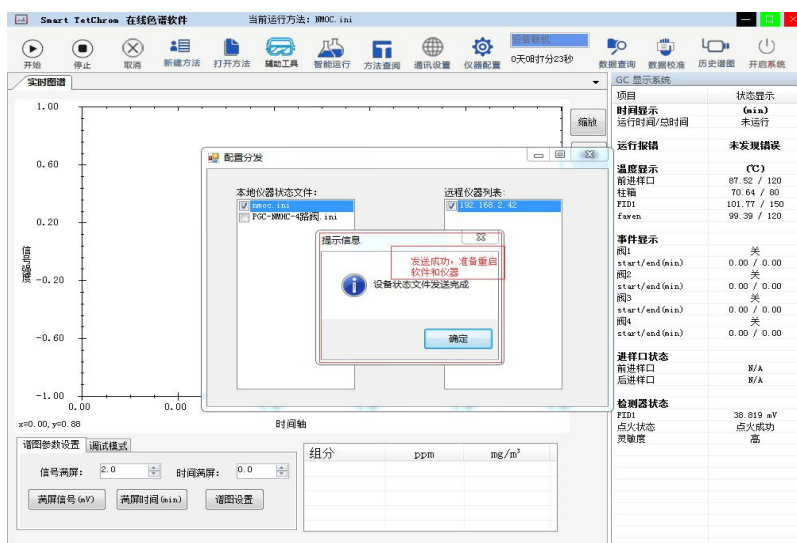 Smart TetChrom 在线色谱软件 当前运行方法: NMOC.ini
开始 停止 取消 新建方法 打开方法 辅助工具 智能运行 方法查阅 通讯设置 仪器配置 设备联机 0天0时7分23秒 数据查询 数据校准 历史谱图 开启系统
实时图谱
GC 显示系统
项目 状态显示
时间显示 (min)
运行时间/总时间 未运行
运行报错 未发现错误
温度显示 (℃)
前进样口 87.52 / 120
柱箱 70.64 / 80
FID1 101.77 / 150
famen 99.39 / 120
事件显示
阀1 关
start/end(min) 0.00 / 0.00
阀2 关
start/end(min) 0.00 / 0.00
阀3 关
start/end(min) 0.00 / 0.00
阀4 关
start/end(min) 0.00 / 0.00
进样口状态
前进样口 N/A
后进样口 N/A
检测器状态
FID1 38.819 mV
点火状态 点火成功
灵敏度 高
缩放
1.00
0.60
0.20
-0.20
-0.60
-1.00
信号强度
0.00 0.00
x=0.00, y=0.88 时间轴
配置分发
本地仪器状态文件: 远程仪器列表:
nmoc.ini 192.168.2.42
PGC-NMHC-4路阀.ini
提示信息
发送成功，准备重启
软件和仪器
设备状态文件发送完成
确定
谱图参数设置 调试模式
信号满屏: 2.0 时间满屏: 0.0
满屏信号(mV) 满屏时间(min) 谱图设置
组分 ppm mg/m³